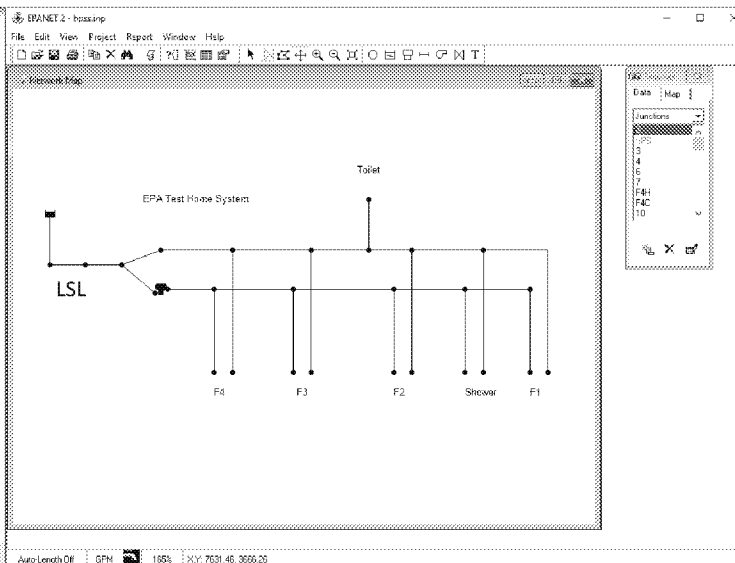 EPANET 2 - hpss.inp
File Edit View Project Report Window Help
T
Network Map
Data Map
Junctions
3
4
6
7
F4H
F4C
10
Toilet
EPA Test Home System
LSL
F4 F3 F2 Shower F1
Auto-Length Off GPM 165% X,Y: 7631.46, 3666.26